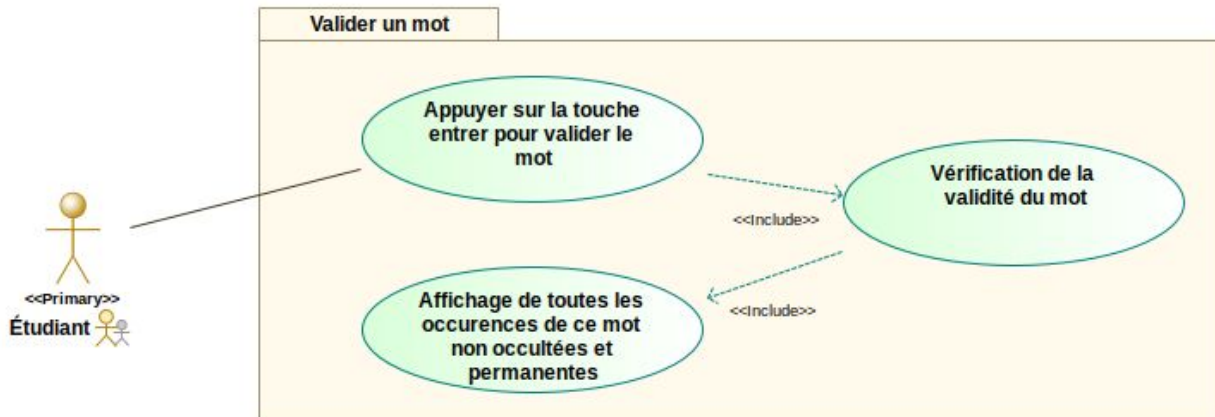 Valider un mot
Appuyer sur la touche
entrer pour valider le
mot
Vérification de la
validité du mot
<<Include>>
<<Primary>>
Étudiant
Affichage de toutes les
occurences de ce mot
non occultées et
permanentes
<<Include>>